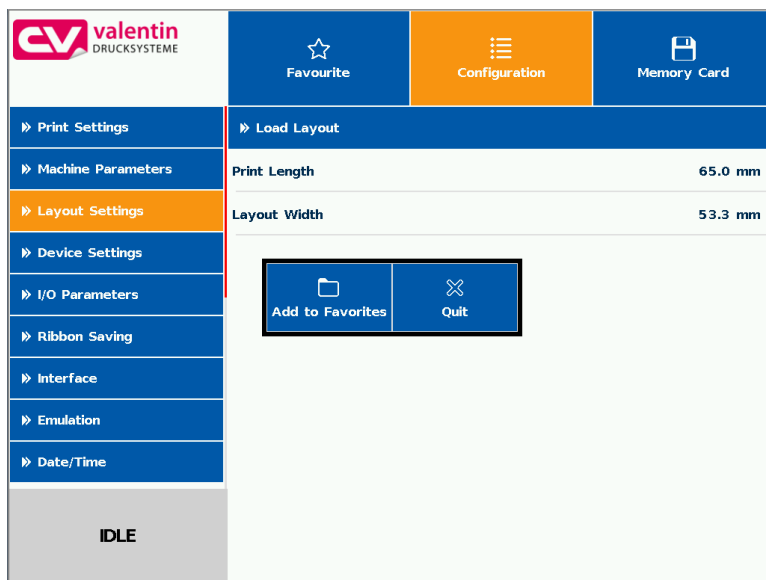 CV valentin
DRUCKSYSTEME
Favourite
Configuration
Memory Card
Print Settings
Machine Parameters
Layout Settings
Device Settings
I/O Parameters
Ribbon Saving
Interface
Emulation
Date/Time
IDLE
Load Layout
Print Length 65.0 mm
Layout Width 53.3 mm
Add to Favorites
Quit